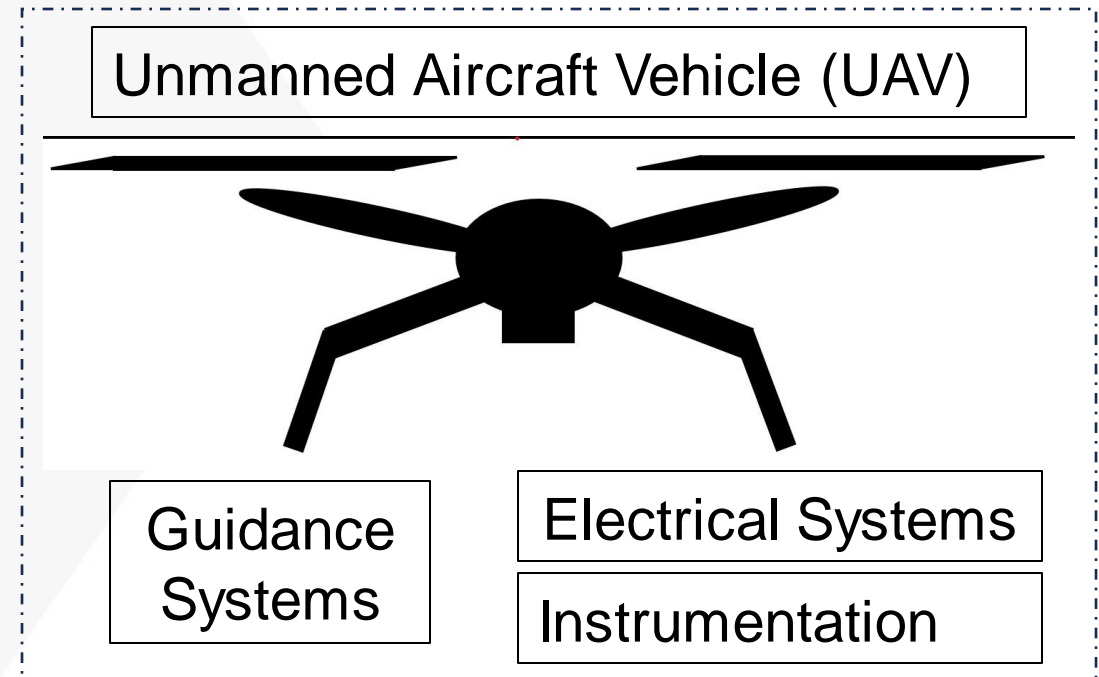 Unmanned Aircraft Vehicle (UAV)
Guidance
Systems
Electrical Systems
Instrumentation